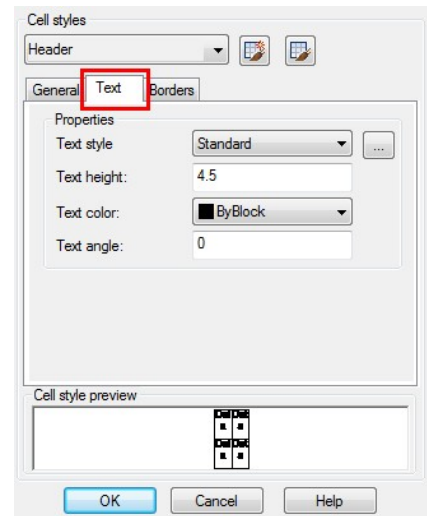 Cell styles
Header
General Text Borders
Properties
Text style Standard ...
Text height: 4.5
Text color: ByBlock
Text angle: 0
Cell style preview
OK Cancel Help